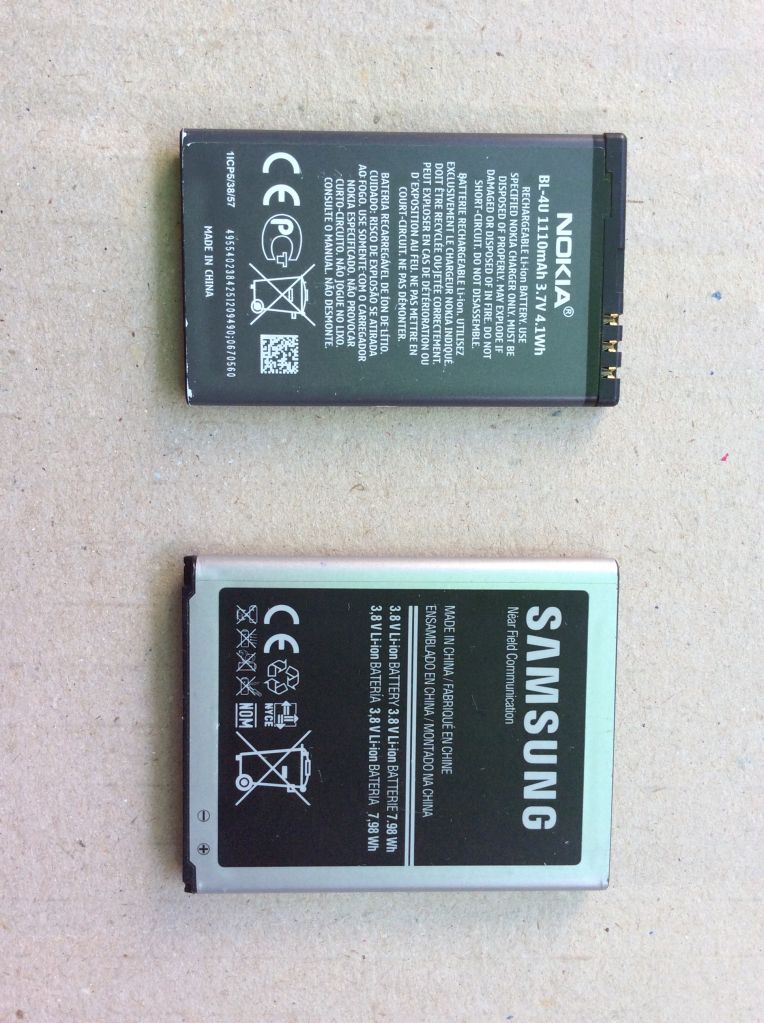 NOKIA®
BL-4U 1110mAh 3.7V 4.1Wh
RECHARGEABLE Li-ion BATTERY. USE
SPECIFIED NOKIA CHARGER ONLY. MUST BE
DISPOSED OF PROPERLY. MAY EXPLODE IF
DAMAGED OR DISPOSED OF IN FIRE. DO NOT
SHORT-CIRCUIT. DO NOT DISASSEMBLE.
BATTERIE RECHARGEABLE Li-ion. UTILISEZ
EXCLUSIVEMENT LE CHARGEUR NOKIA INDIQUÉ.
DOIT ÊTRE RECYCLÉE OU JETÉE CORRECTEMENT.
PEUT EXPLOSER EN CAS DE DÉTÉRIORATION OU
D'EXPOSITION AU FEU. NE PAS METTRE EN
COURT-CIRCUIT. NE PAS DÉMONTER.
BATERIA RECARREGÁVEL DE ÍON DE LÍTIO.
CUIDADO: RISCO DE EXPLOSÃO SE ATIRADA
AO FOGO. USE SOMENTE COM O CARREGADOR
NOKIA ESPECIFICADO. NÃO PROVOCAR
CURTO-CIRCUITO. NÃO JOGUE NO LIXO.
CONSULTE O MANUAL. NÃO DESMONTE.
CE PCT
1ICP5/38/57 4955402384251209490;0670560
MADE IN CHINA
SAMSUNG
Near Field Communication
MADE IN CHINA / FABRIQUÉ EN CHINE
ENSAMBLADO EN CHINA / MONTADO NA CHINA
3.8 V Li-ion BATTERY 3.8 V Li-ion BATTERIE 7.98 Wh
3,8 V Li-ion BATERÍA 3,8 V Li-ion BATERIA 7,98 Wh
CE
NYCE
NOM